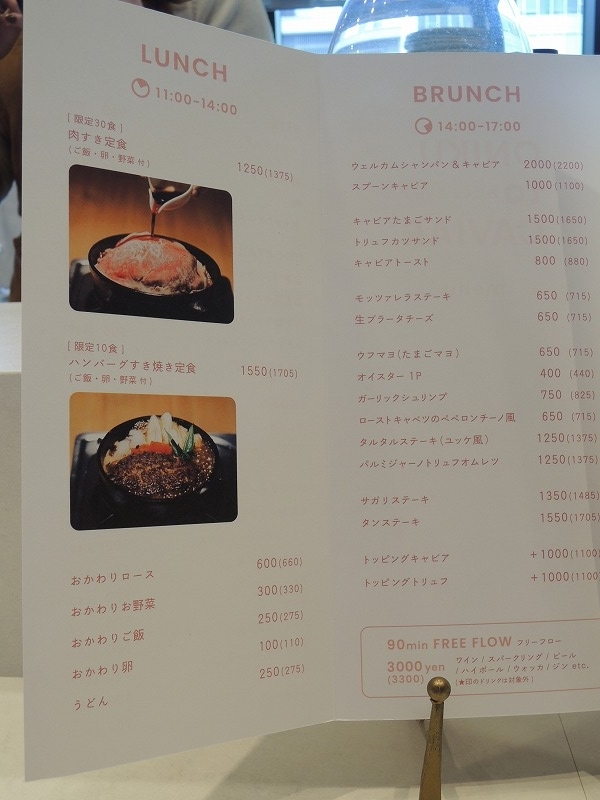 LUNCH
11:00-14:00
[ 限定30食 ]
肉すき定食
(ご飯・卵・野菜 付)
1250(1375)
[ 限定10食 ]
ハンバーグすき焼き定食
(ご飯・卵・野菜 付)
1550(1705)
おかわりロース 600(660)
おかわりお野菜 300(330)
おかわりご飯 250(275)
おかわり卵 100(110)
うどん 250(275)
BRUNCH
14:00-17:00
ウェルカムシャンパン&キャビア 2000(2200)
スプーンキャビア 1000(1100)
キャビアたまごサンド 1500(1650)
トリュフカツサンド 1500(1650)
キャビアトースト 800 (880)
モッツァレラステーキ 650 (715)
生ブラータチーズ 650 (715)
ウフマヨ(たまごマヨ) 650 (715)
オイスター 1P 400 (440)
ガーリックシュリンプ 750 (825)
ローストキャベツのペペロンチーノ風 650 (715)
タルタルステーキ(ユッケ風) 1250(1375)
パルミジャーノトリュフオムレツ 1250(1375)
サガリステーキ 1350(1485)
タンステーキ 1550(1705)
トッピングキャビア +1000(1100)
トッピングトリュフ +1000(1100)
90min FREE FLOW フリーフロー
3000yen
(3300)
ワイン / スパークリング / ビール
/ ハイボール / ウォッカ / ジン etc.
(★印のドリンクは対象外)